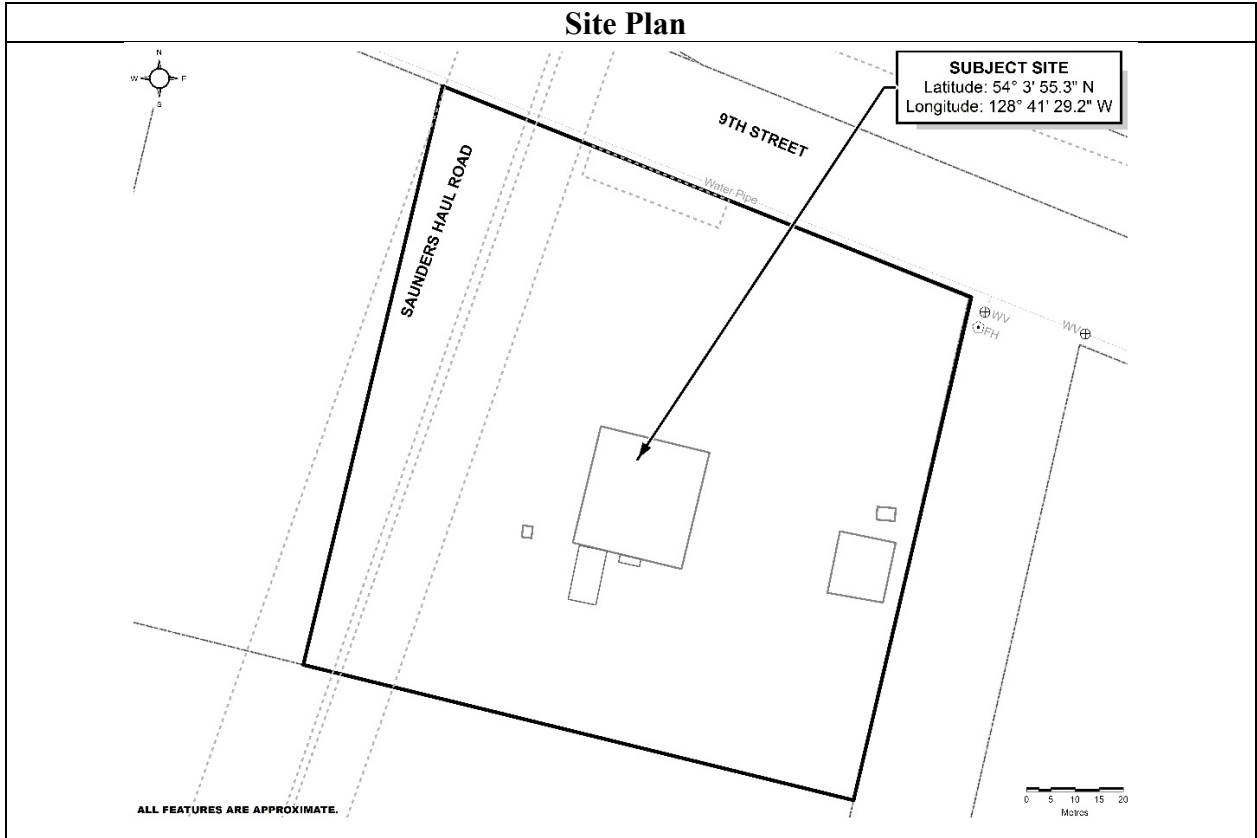 Site Plan
N
W E
S
SUBJECT SITE
Latitude: 54° 3' 55.3" N
Longitude: 128° 41' 29.2" W
9TH STREET
SAUNDERS HAUL ROAD
Water Pipe
WV
WV
FH
ALL FEATURES ARE APPROXIMATE.
0 5 10 15 20
Metres